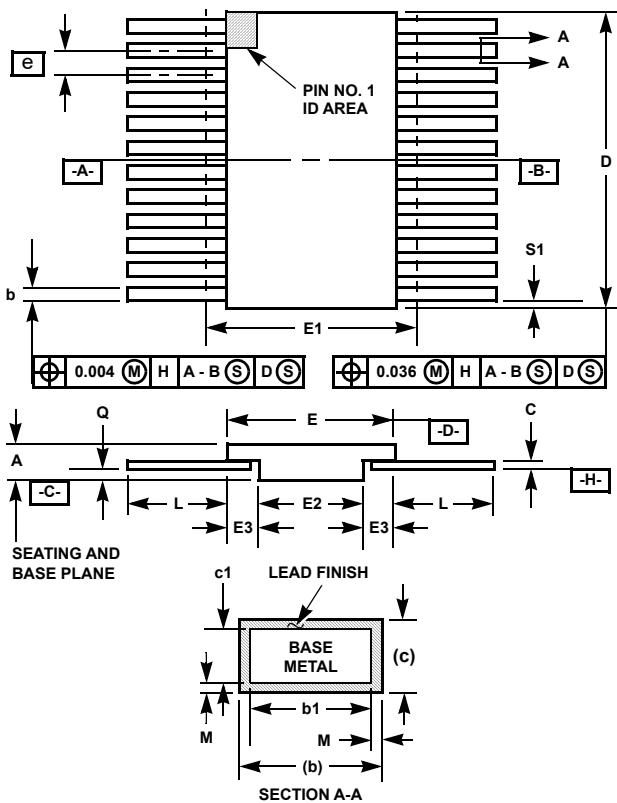 A
e
A
PIN NO. 1
ID AREA
-A-
-B-
D
S1
b
E1
0.004 M H A - B S D S
0.036 M H A - B S D S
Q
E
C
-D-
A
-C-
-H-
L
E2
L
E3
E3
SEATING AND
BASE PLANE
c1
LEAD FINISH
BASE
METAL
(c)
b1
M
M
(b)
SECTION A-A